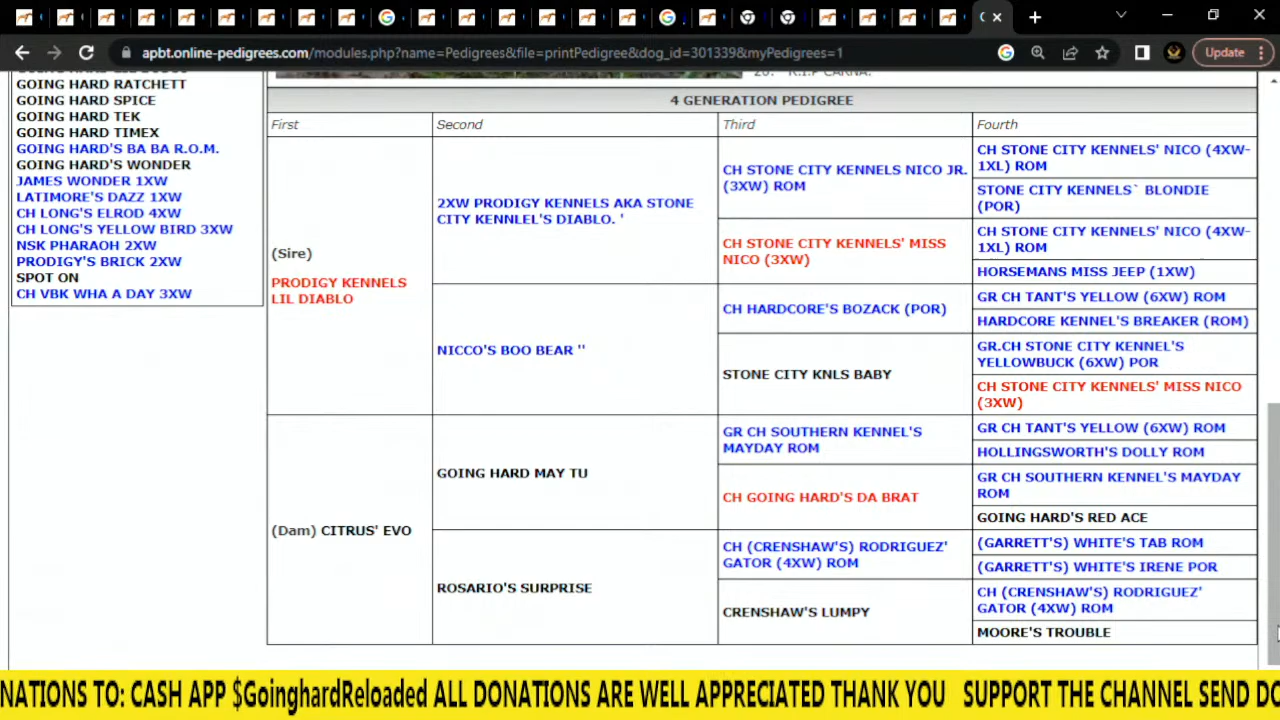 apbt.online-pedigrees.com/modules.php?name=Pedigrees&file=printPedigree&dog_id=301339&myPedigrees=1
Update
GOING HARD RATCHETT
GOING HARD SPICE
GOING HARD TEK
GOING HARD TIMEX
GOING HARD'S BA BA R.O.M.
GOING HARD'S WONDER
JAMES WONDER 1XW
LATIMORE'S DAZZ 1XW
CH LONG'S ELROD 4XW
CH LONG'S YELLOW BIRD 3XW
NSK PHARAOH 2XW
PRODIGY'S BRICK 2XW
SPOT ON
CH VBK WHA A DAY 3XW
20. R.I.P CARNA.
4 GENERATION PEDIGREE
First
Second
Third
Fourth
(Sire)
PRODIGY KENNELS
LIL DIABLO
2XW PRODIGY KENNELS AKA STONE
CITY KENNLEL'S DIABLO. '
CH STONE CITY KENNELS NICO JR.
(3XW) ROM
CH STONE CITY KENNELS' NICO (4XW-
1XL) ROM
STONE CITY KENNELS` BLONDIE
(POR)
CH STONE CITY KENNELS' MISS
NICO (3XW)
CH STONE CITY KENNELS' NICO (4XW-
1XL) ROM
HORSEMANS MISS JEEP (1XW)
NICCO'S BOO BEAR ''
CH HARDCORE'S BOZACK (POR)
GR CH TANT'S YELLOW (6XW) ROM
HARDCORE KENNEL'S BREAKER (ROM)
STONE CITY KNLS BABY
GR.CH STONE CITY KENNEL'S
YELLOWBUCK (6XW) POR
CH STONE CITY KENNELS' MISS NICO
(3XW)
(Dam) CITRUS' EVO
GOING HARD MAY TU
GR CH SOUTHERN KENNEL'S
MAYDAY ROM
GR CH TANT'S YELLOW (6XW) ROM
HOLLINGSWORTH'S DOLLY ROM
CH GOING HARD'S DA BRAT
GR CH SOUTHERN KENNEL'S MAYDAY
ROM
GOING HARD'S RED ACE
ROSARIO'S SURPRISE
CH (CRENSHAW'S) RODRIGUEZ'
GATOR (4XW) ROM
(GARRETT'S) WHITE'S TAB ROM
(GARRETT'S) WHITE'S IRENE POR
CRENSHAW'S LUMPY
CH (CRENSHAW'S) RODRIGUEZ'
GATOR (4XW) ROM
MOORE'S TROUBLE
NATIONS TO: CASH APP $GoinghardReloaded ALL DONATIONS ARE WELL APPRECIATED THANK YOU SUPPORT THE CHANNEL SEND DO